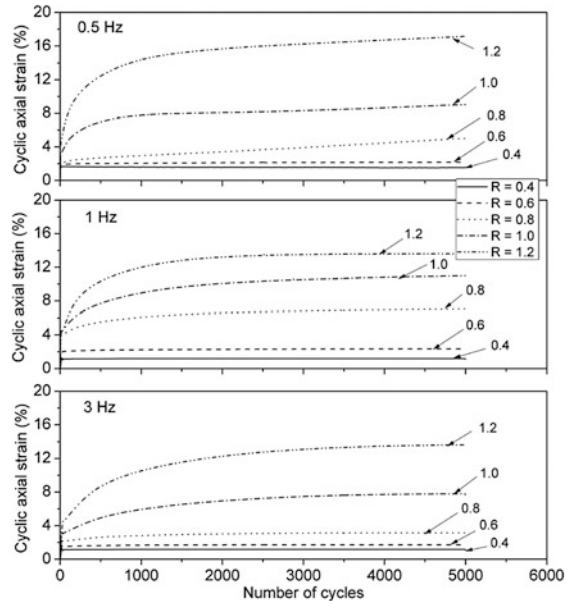 0.5 Hz
Cyclic axial strain (%)
20
16
12
8
4
0
1.2
1.0
0.8
0.6
0.4
R = 0.4
R = 0.6
R = 0.8
R = 1.0
R = 1.2
1 Hz
Cyclic axial strain (%)
16
12
8
4
0
1.2
1.0
0.8
0.6
0.4
3 Hz
Cyclic axial strain (%)
16
12
8
4
0
1.2
1.0
0.8
0.6
0.4
0 1000 2000 3000 4000 5000 6000
Number of cycles